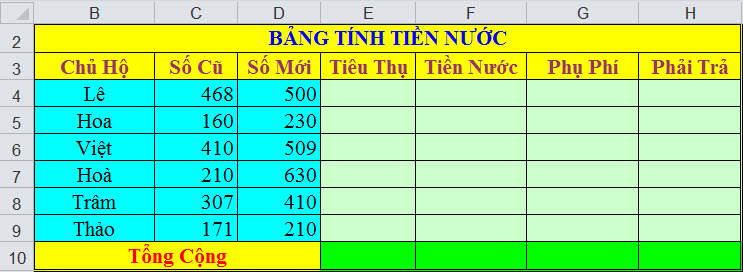 B C D E F G H
2 BẢNG TÍNH TIỀN NƯỚC
3 Chủ Hộ Số Cũ Số Mới Tiêu Thụ Tiền Nước Phụ Phí Phải Trả
4 Lê 468 500
5 Hoa 160 230
6 Việt 410 509
7 Hoà 210 630
8 Trâm 307 410
9 Thảo 171 210
10 Tổng Cộng